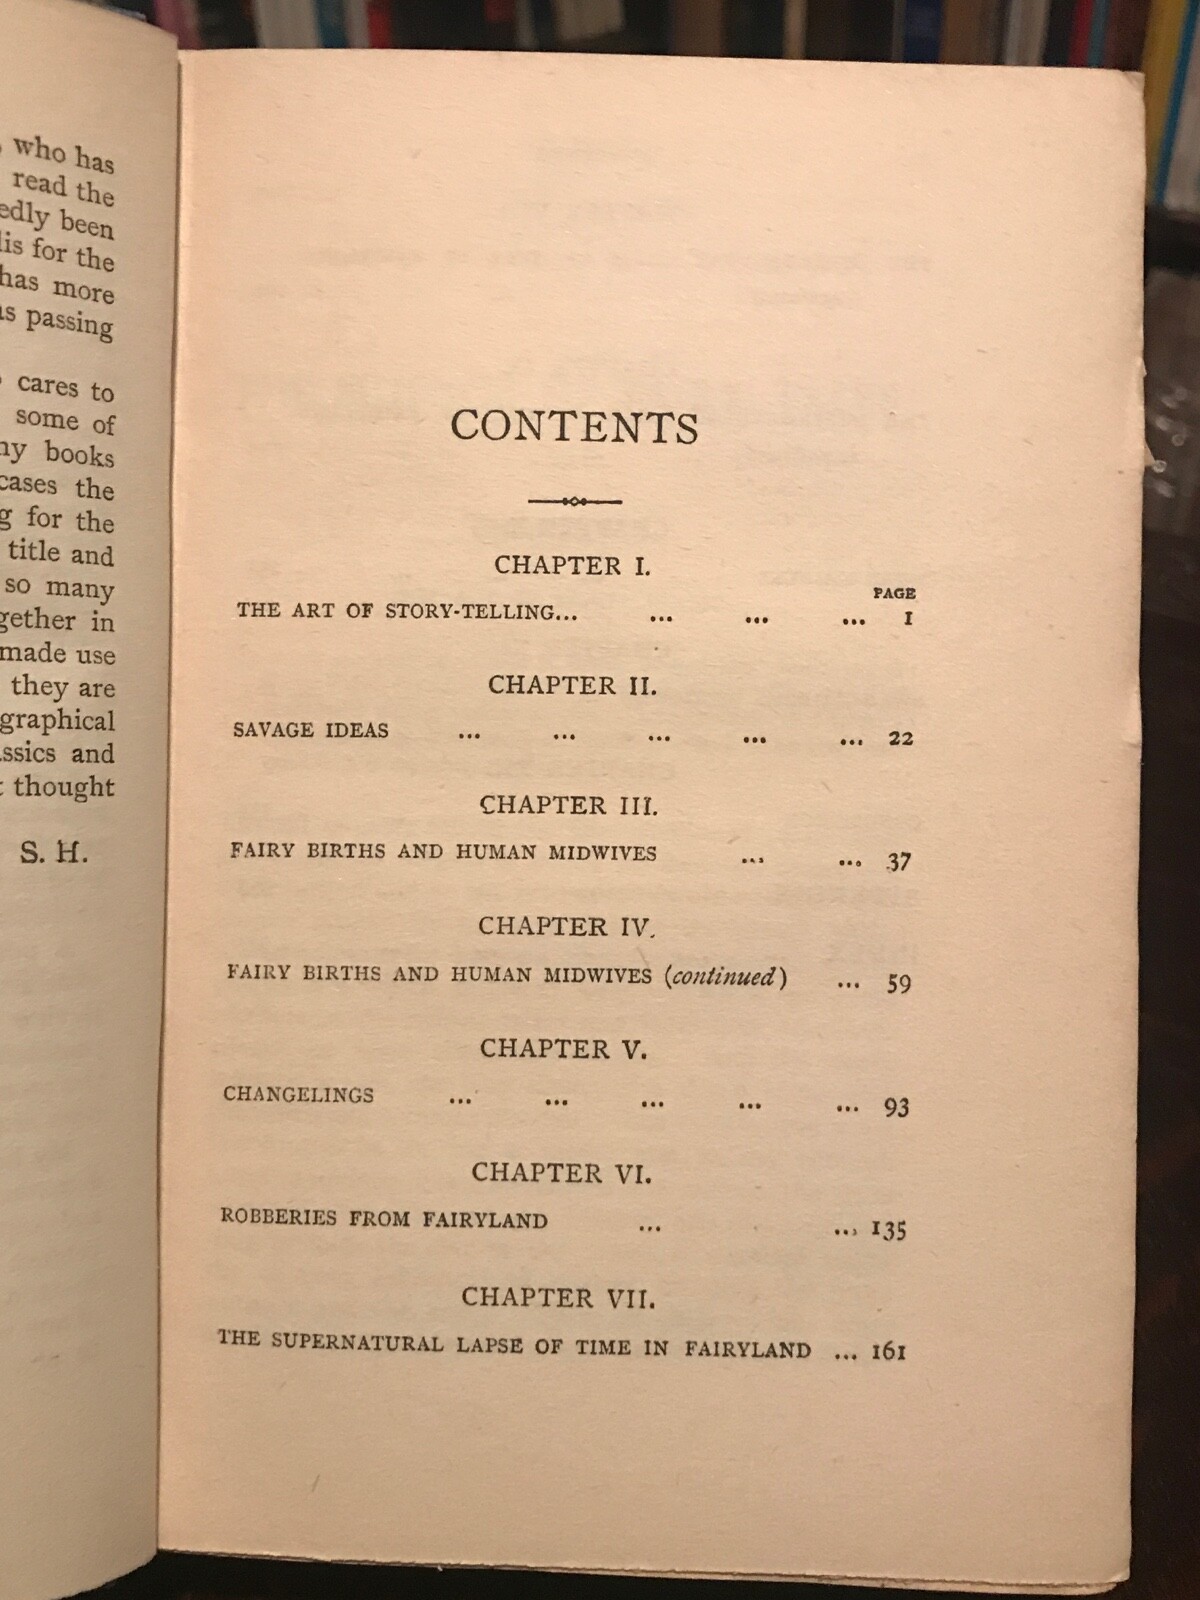 who has
read the
edly been
lis for the
has more
as passing
cares to
some of
ny books
cases the
g for the
title and
so many
gether in
made use
they are
graphical
ssics and
t thought
S. H.
CONTENTS
CHAPTER I.
PAGE
THE ART OF STORY-TELLING... ... ... ... 1
CHAPTER II.
SAVAGE IDEAS ... ... ... ... ... 22
CHAPTER III.
FAIRY BIRTHS AND HUMAN MIDWIVES ... ... 37
CHAPTER IV.
FAIRY BIRTHS AND HUMAN MIDWIVES (continued) ... 59
CHAPTER V.
CHANGELINGS ... ... ... ... ... 93
CHAPTER VI.
ROBBERIES FROM FAIRYLAND ... ... 135
CHAPTER VII.
THE SUPERNATURAL LAPSE OF TIME IN FAIRYLAND ... 161